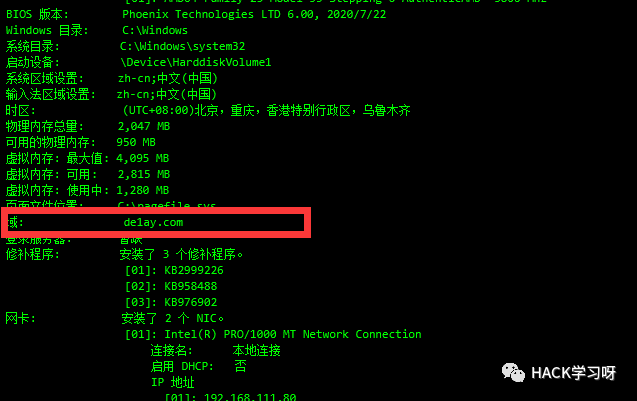 BIOS 版本: Phoenix Technologies LTD 6.00, 2020/7/22
Windows 目录: C:\Windows
系统目录: C:\Windows\system32
启动设备: \Device\HarddiskVolume1
系统区域设置: zh-cn;中文(中国)
输入法区域设置: zh-cn;中文(中国)
时区: (UTC+08:00)北京，重庆，香港特别行政区，乌鲁木齐
物理内存总量: 2,047 MB
可用的物理内存: 950 MB
虚拟内存: 最大值: 4,095 MB
虚拟内存: 可用: 2,815 MB
虚拟内存: 使用中: 1,280 MB
页面文件位置: C:\pagefile.sys
域: de1ay.com
登录服务器: 暂缺
修补程序: 安装了 3 个修补程序。
[01]: KB2999226
[02]: KB958488
[03]: KB976902
网卡: 安装了 2 个 NIC。
[01]: Intel(R) PRO/1000 MT Network Connection
连接名: 本地连接
启用 DHCP: 否
IP 地址
[01]: 192.168.111.80
HACK学习呀